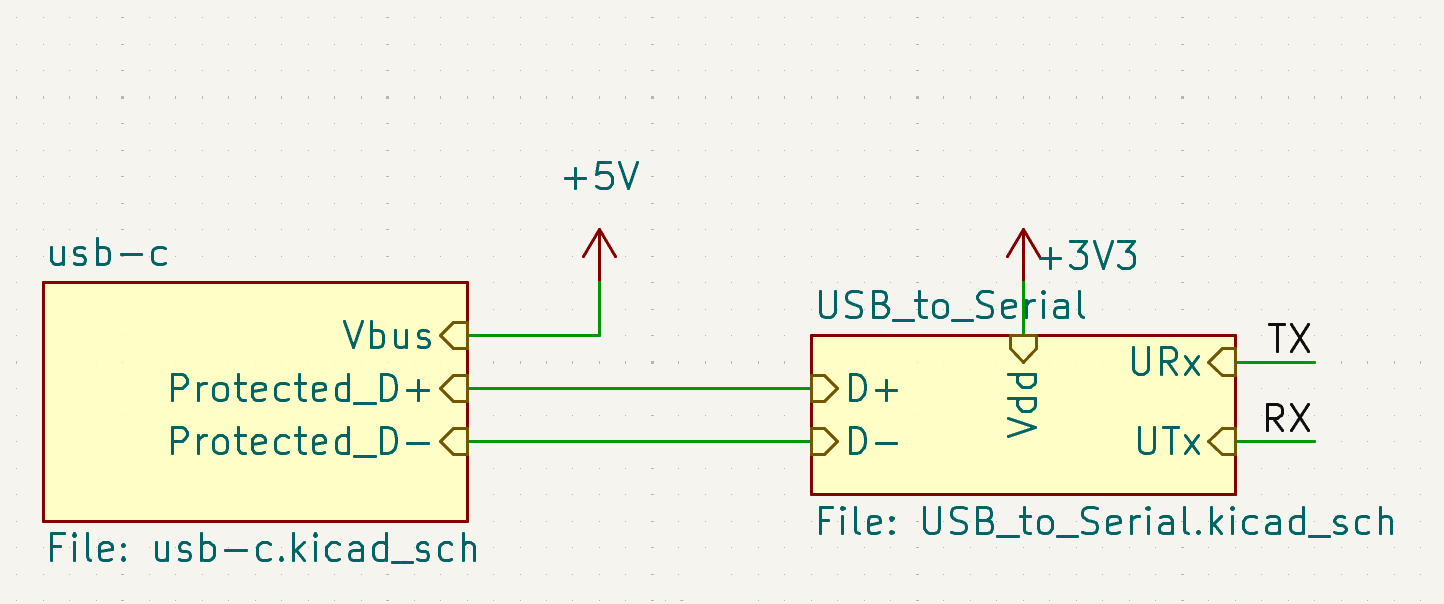 +5V
usb-c
Vbus
Protected_D+
Protected_D-
File: usb-c.kicad_sch
+3V3
USB_to_Serial
D+
D-
Vdd
URx
UTx
TX
RX
File: USB_to_Serial.kicad_sch